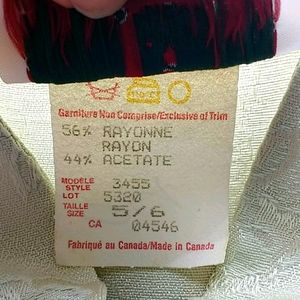 Garniture Non Comprise/Exclusive of Trim
56% RAYONNE
RAYON
44% ACETATE
MODÈLE
STYLE 3455
LOT 5320
TAILLE
SIZE 5/6
CA 04546
Fabriqué au Canada/Made in Canada